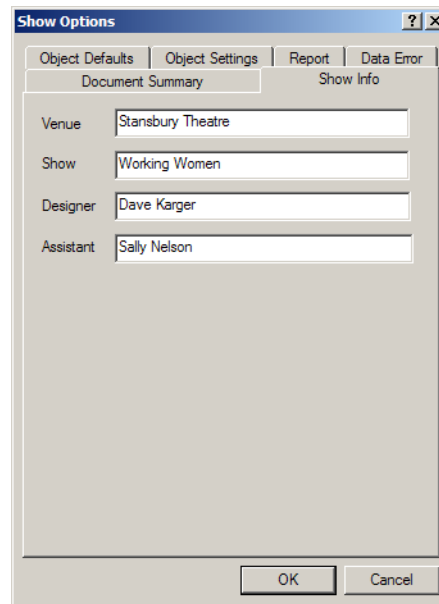 Show Options
Object Defaults Object Settings Report Data Error
Document Summary Show Info
Venue Stansbury Theatre
Show Working Women
Designer Dave Karger
Assistant Sally Nelson
OK Cancel